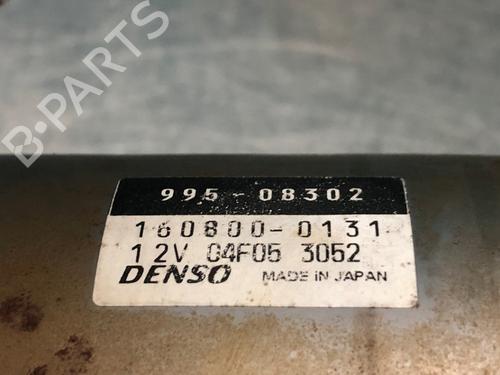 B-PARTS
995-08302
160800-0131
12V 04F05 3052
DENSO MADE IN JAPAN